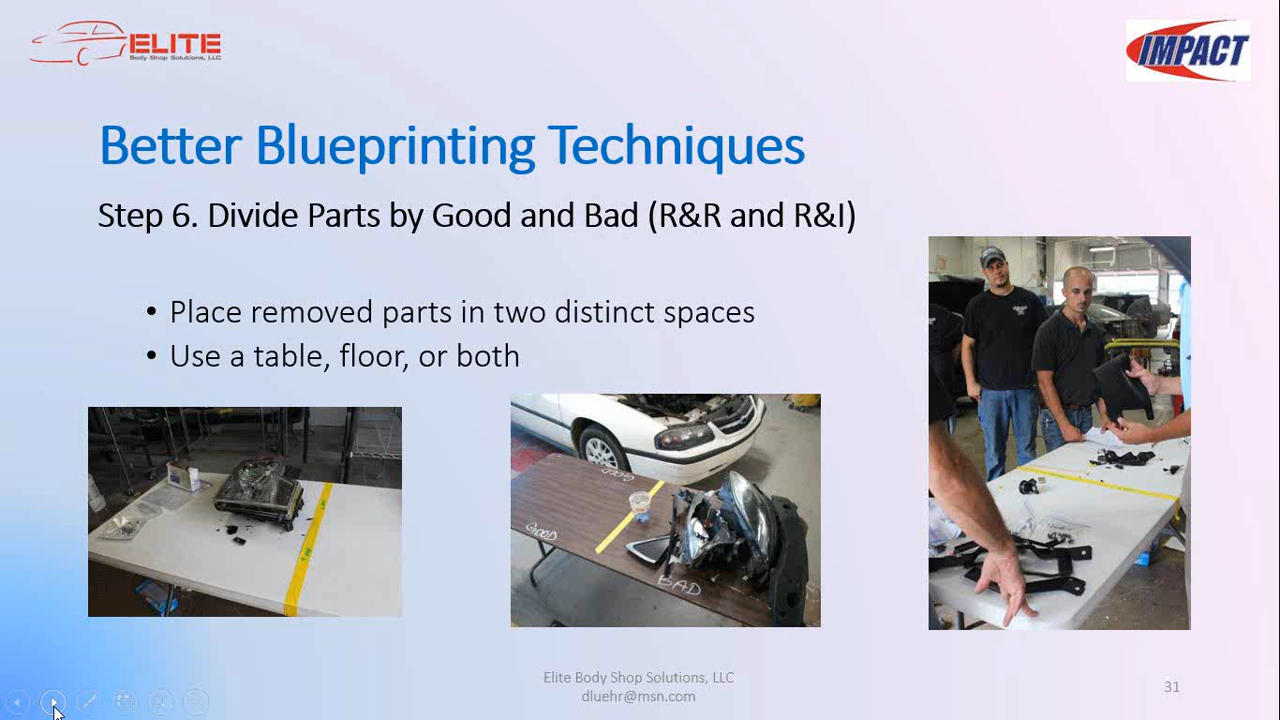 ELITE
Body Shop Solutions, LLC
IMPACT
Better Blueprinting Techniques
Step 6. Divide Parts by Good and Bad (R&R and R&I)
• Place removed parts in two distinct spaces
• Use a table, floor, or both
GOOD
BAD
Elite Body Shop Solutions, LLC
dluehr@msn.com
31